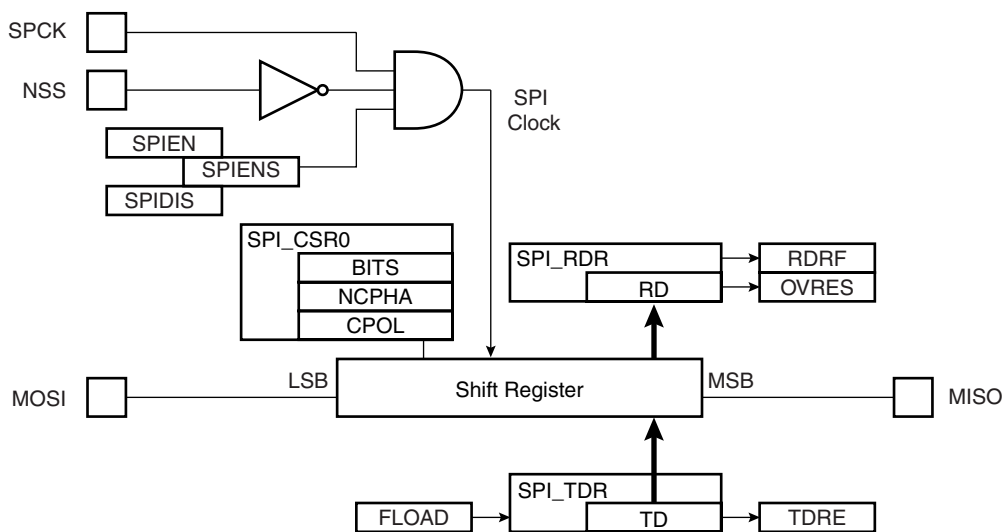 SPCK
NSS
SPI
Clock
SPIEN
SPIENS
SPIDIS
SPI_CSR0
BITS
NCPHA
CPOL
SPI_RDR
RD
RDRF
OVRES
MOSI
LSB
Shift Register
MSB
MISO
SPI_TDR
FLOAD
TD
TDRE